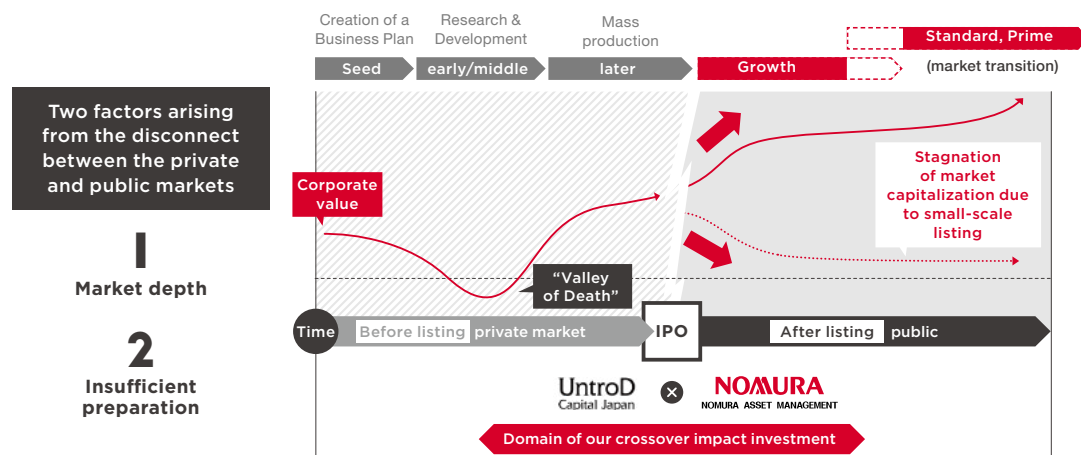 Creation of a
Business Plan
Research &
Development
Mass
production
Seed
early/middle
later
Growth
Standard, Prime
(market transition)
Two factors arising
from the disconnect
between the private
and public markets
1
Market depth
2
Insufficient
preparation
Corporate
value
"Valley
of Death"
Stagnation
of market
capitalization due
to small-scale
listing
Time
Before listing private market
IPO
After listing public
UntroD
Capital Japan
×
NOMURA
NOMURA ASSET MANAGEMENT
Domain of our crossover impact investment